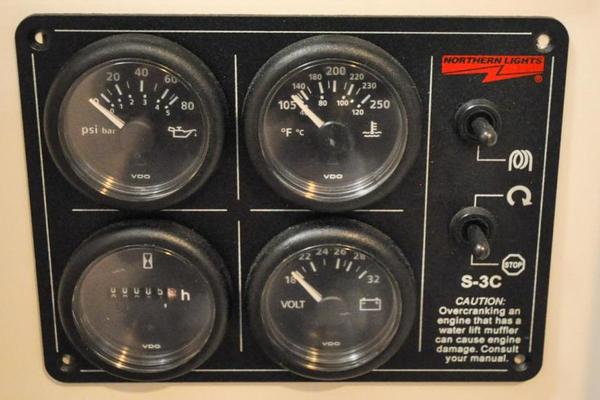 20 40 60 80
0 1 2 3 4 5
psi bar
VDO
105 140 180 200 220 230 250
40 80 100 120
°F °C
VDO
NORTHERN LIGHTS
®
h
VDO
18 22 24 26 28 32
VOLT
VDO
STOP
S-3C
CAUTION:
Overcranking an
engine that has a
water lift muffler
can cause engine
damage. Consult
your manual.